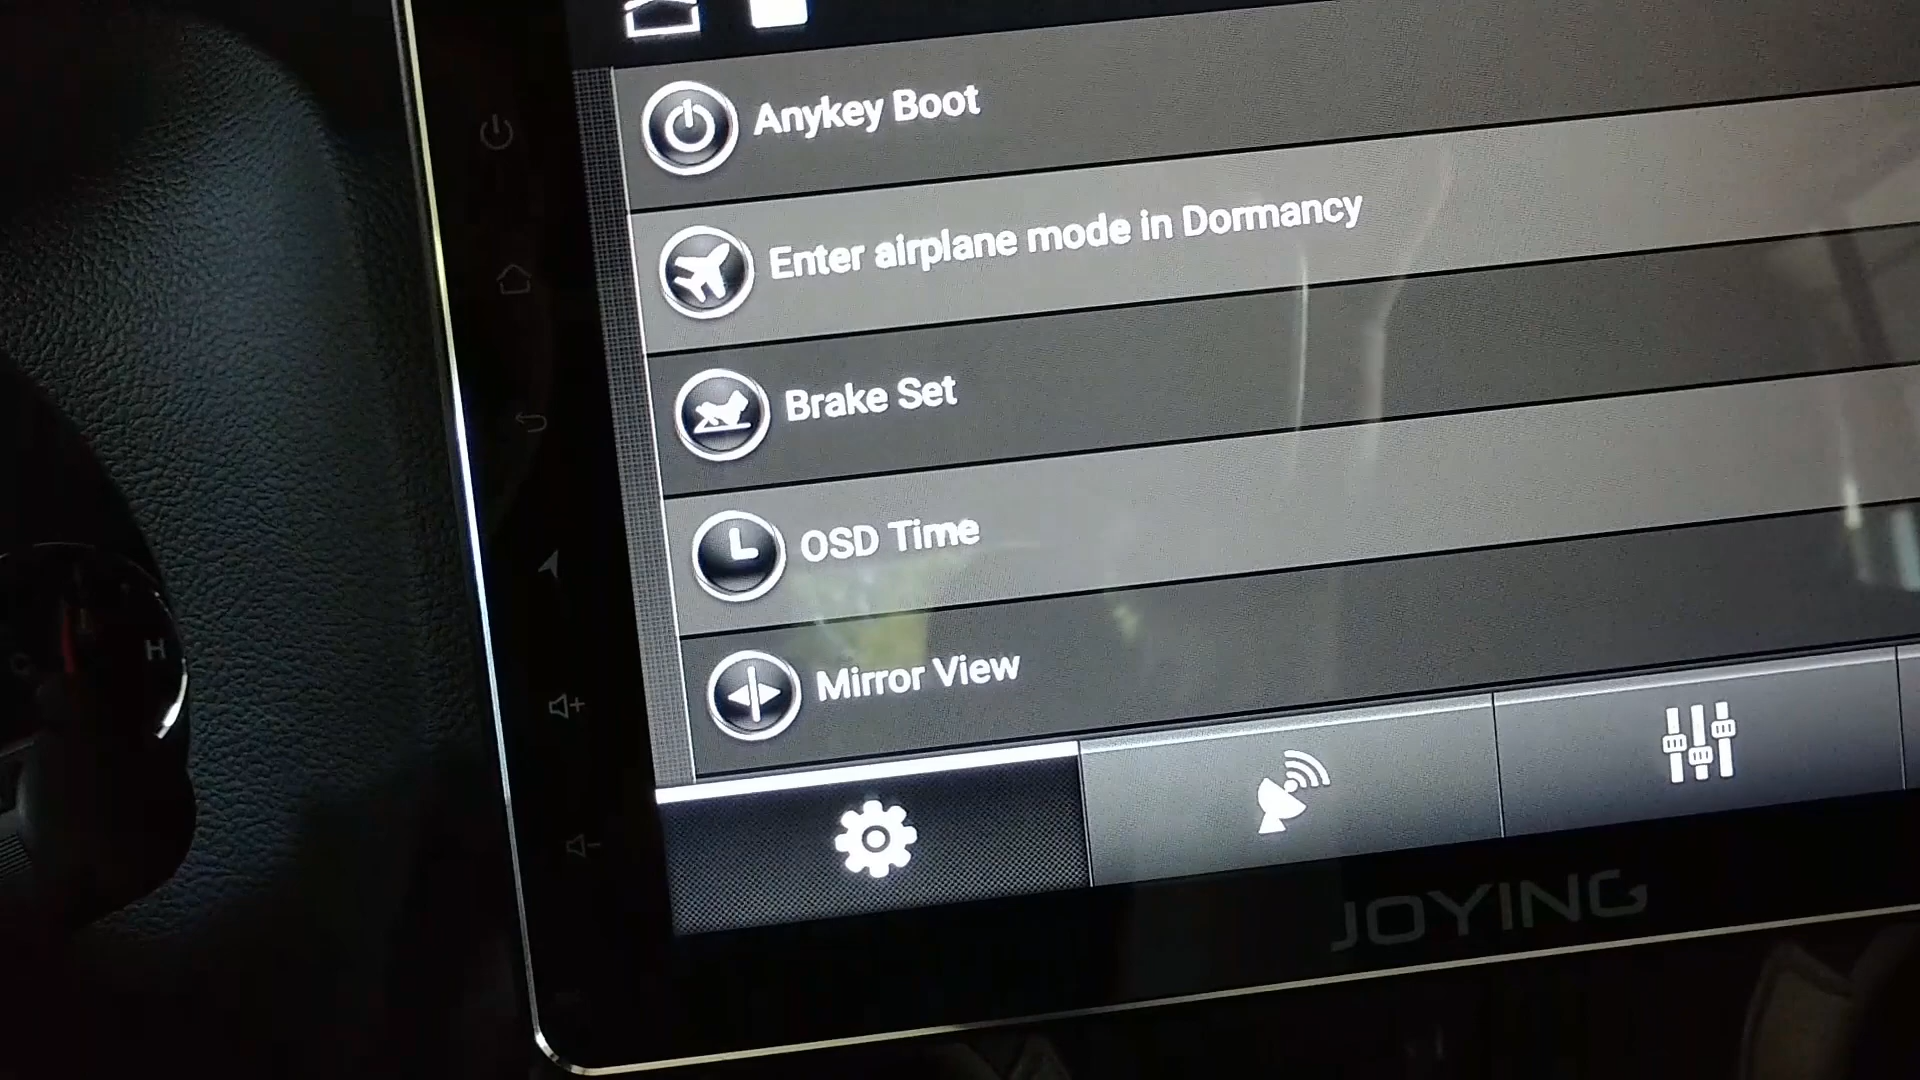 Anykey Boot
Enter airplane mode in Dormancy
Brake Set
OSD Time
Mirror View
JOYING
H
C